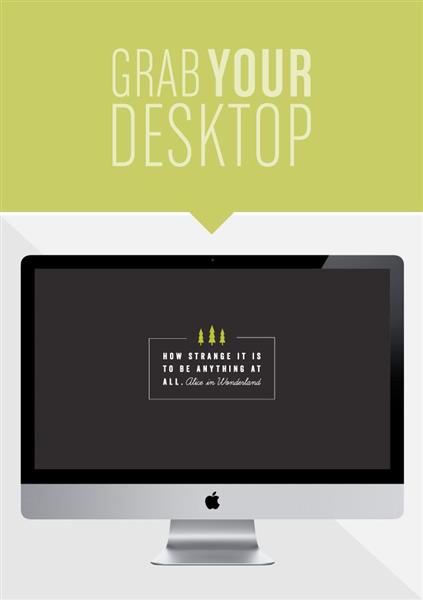 GRAB YOUR
DESKTOP
HOW STRANGE IT IS
TO BE ANYTHING AT
ALL. Alice in Wonderland